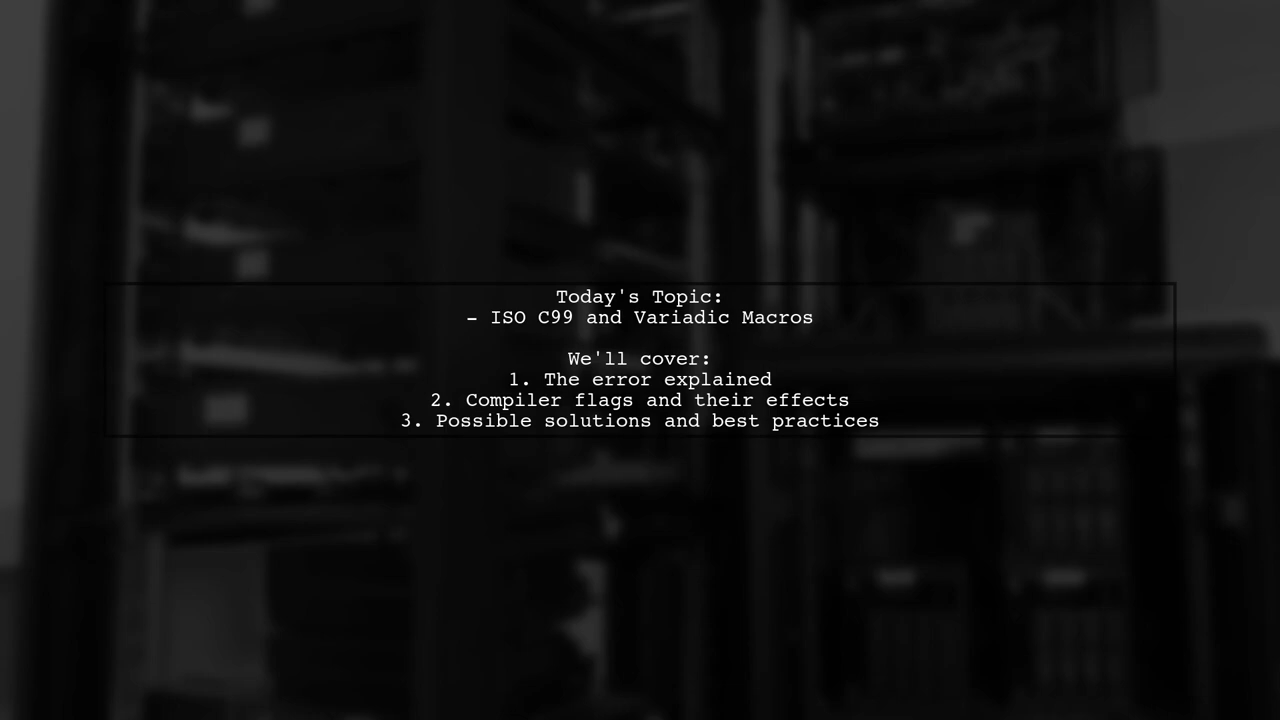 Today's Topic:
– ISO C99 and Variadic Macros
We'll cover:
1. The error explained
2. Compiler flags and their effects
3. Possible solutions and best practices